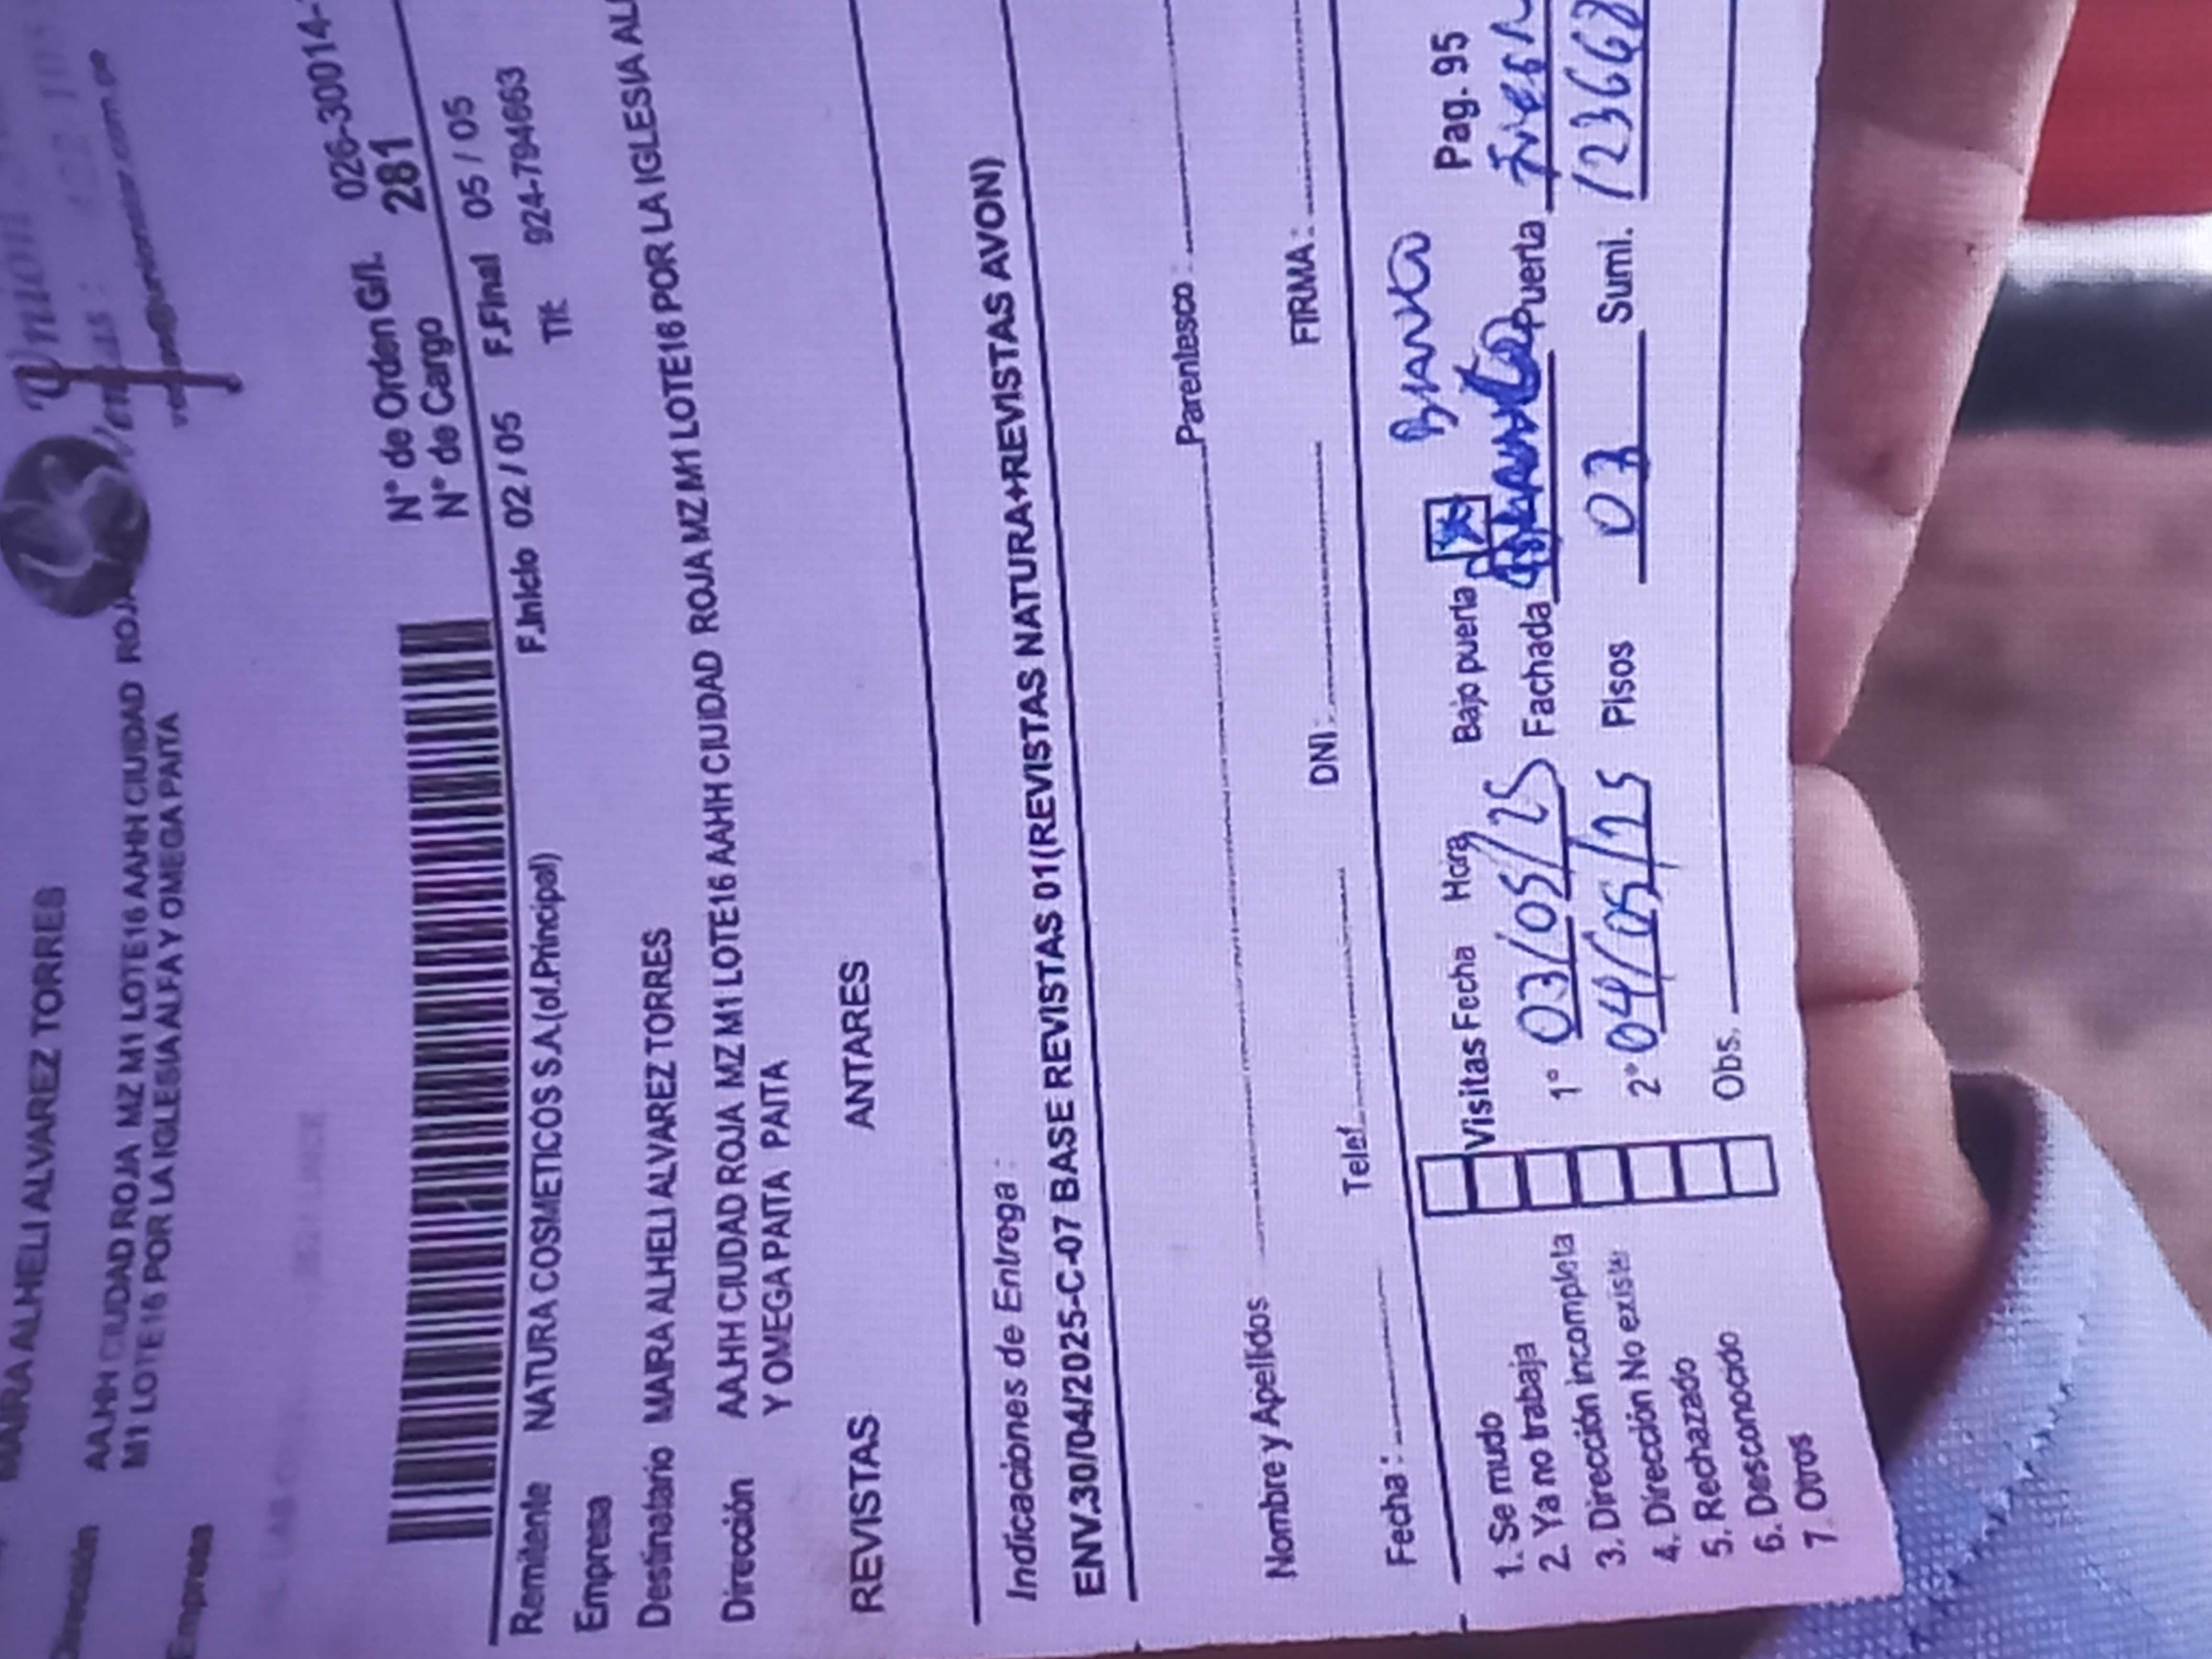 MAIRA ALHELI ALVAREZ TORRES
Dirección AA.HH CIUDAD ROJA MZ M1 LOTE16 AAHH CIUDAD ROJA
M1 LOTE16 POR LA IGLESIA ALFA Y OMEGA PAITA
Empresa
N° de Orden G/I. 026-30014-
N° de Cargo 281
F.Inicio 02 / 05 F.Final 05 / 05
Remitente NATURA COSMETICOS S.A.(of.Principal) Tlf: 924-794663
Empresa
Destinatario MAIRA ALHELI ALVAREZ TORRES
Dirección AA.HH CIUDAD ROJA MZ M1 LOTE16 AAHH CIUDAD ROJA MZ M1 LOTE16 POR LA IGLESIA AL
Y OMEGA PAITA PAITA
REVISTAS ANTARES
Indicaciones de Entrega :
ENV.30/04/2025-C-07 BASE REVISTAS 01(REVISTAS NATURA+REVISTAS AVON)
Nombre y Apellidos Parentesco :
Fecha : Telef. DNI : FIRMA :
Blanco
Visitas Fecha Hora Bajo puerta Pag. 95
1. Se mudo 1° 03/05/25 Fachada Puerta
2. Ya no trabaja
3. Dirección incompleta 2° 04/05/25 Pisos 03 Sumi. 123668
4. Dirección No existe
5. Rechazado Obs.
6. Desconocido
7. Otros